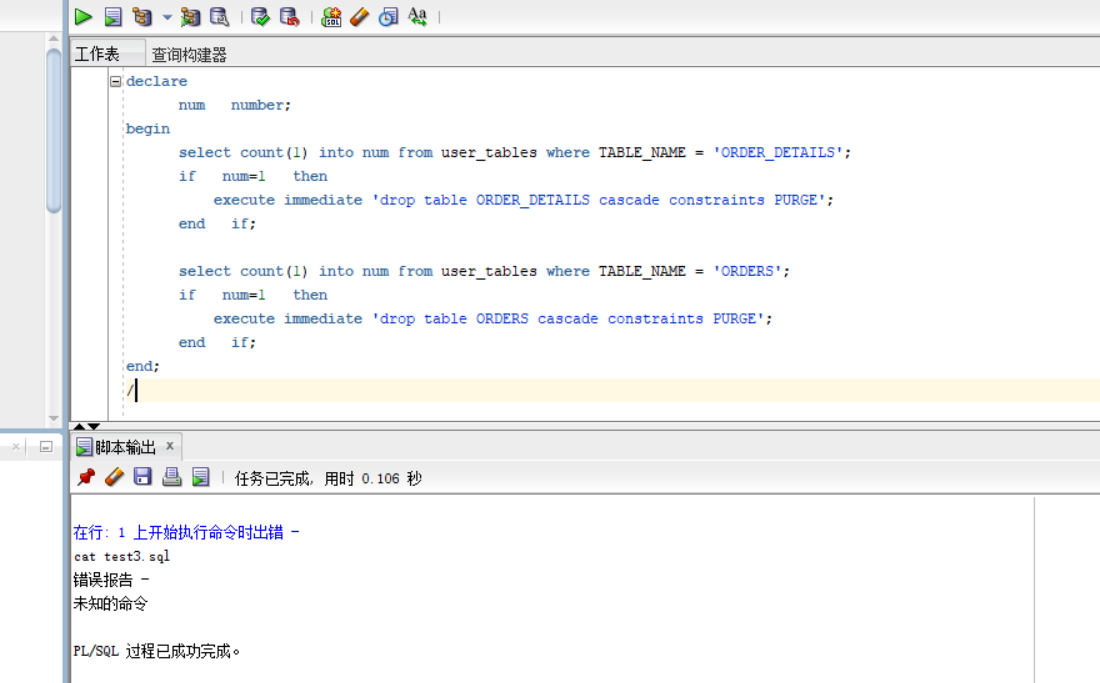 工作表 查询构建器
declare
num number;
begin
select count(1) into num from user_tables where TABLE_NAME = 'ORDER_DETAILS';
if num=1 then
execute immediate 'drop table ORDER_DETAILS cascade constraints PURGE';
end if;
select count(1) into num from user_tables where TABLE_NAME = 'ORDERS';
if num=1 then
execute immediate 'drop table ORDERS cascade constraints PURGE';
end if;
end;
/
脚本输出 x
任务已完成, 用时 0.106 秒
在行: 1 上开始执行命令时出错 -
cat test3.sql
错误报告 -
未知的命令
PL/SQL 过程已成功完成。